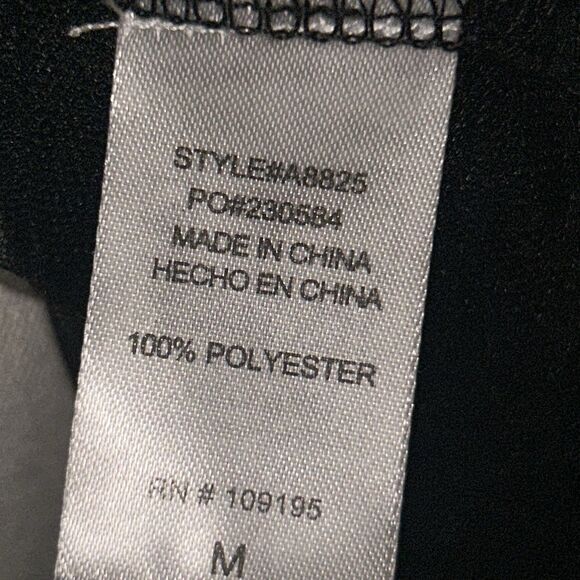 STYLE#A8825
PO#230584
MADE IN CHINA
HECHO EN CHINA
100% POLYESTER
RN # 109195
M